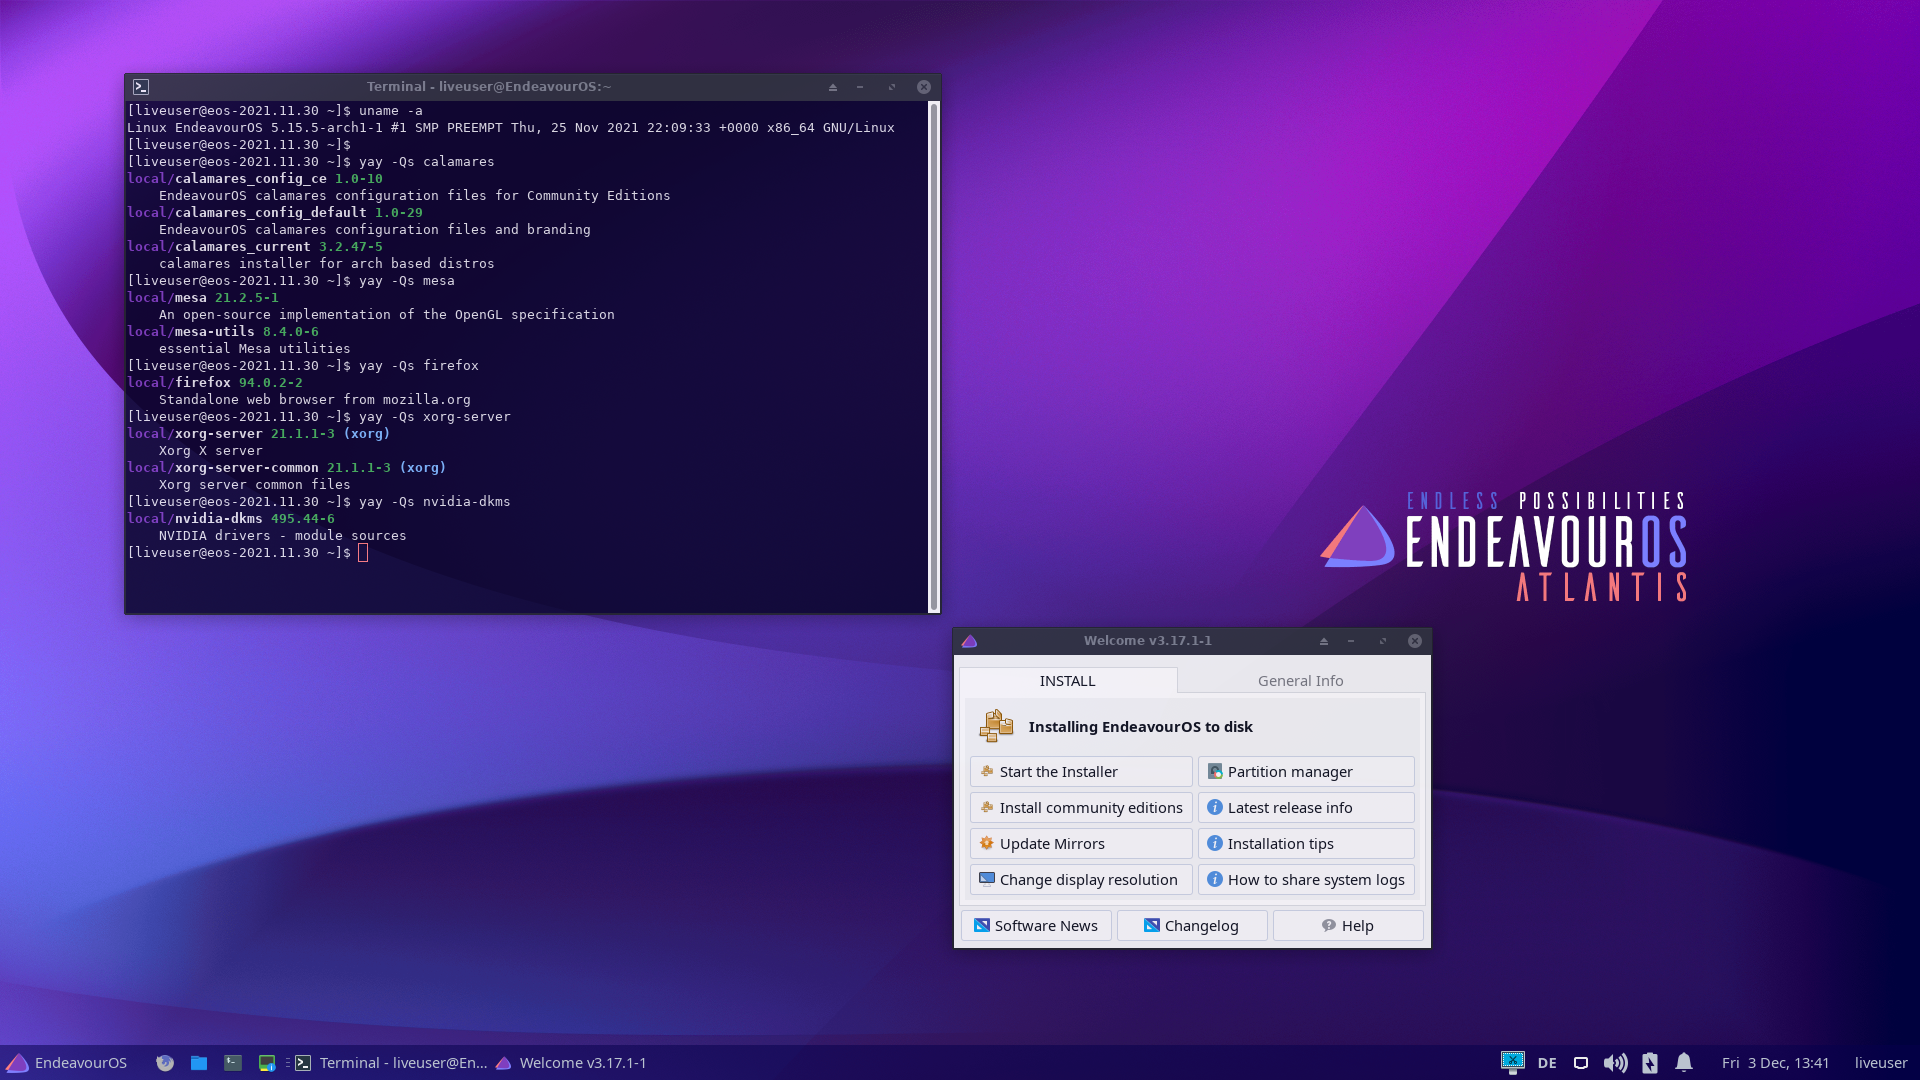 Terminal - liveuser@EndeavourOS:~
[liveuser@eos-2021.11.30 ~]$ uname -a
Linux EndeavourOS 5.15.5-arch1-1 #1 SMP PREEMPT Thu, 25 Nov 2021 22:09:33 +0000 x86_64 GNU/Linux
[liveuser@eos-2021.11.30 ~]$
[liveuser@eos-2021.11.30 ~]$ yay -Qs calamares
local/calamares_config_ce 1.0-10
EndeavourOS calamares configuration files for Community Editions
local/calamares_config_default 1.0-29
EndeavourOS calamares configuration files and branding
local/calamares_current 3.2.47-5
calamares installer for arch based distros
[liveuser@eos-2021.11.30 ~]$ yay -Qs mesa
local/mesa 21.2.5-1
An open-source implementation of the OpenGL specification
local/mesa-utils 8.4.0-6
essential Mesa utilities
[liveuser@eos-2021.11.30 ~]$ yay -Qs firefox
local/firefox 94.0.2-2
Standalone web browser from mozilla.org
[liveuser@eos-2021.11.30 ~]$ yay -Qs xorg-server
local/xorg-server 21.1.1-3 (xorg)
Xorg X server
local/xorg-server-common 21.1.1-3 (xorg)
Xorg server common files
[liveuser@eos-2021.11.30 ~]$ yay -Qs nvidia-dkms
local/nvidia-dkms 495.44-6
NVIDIA drivers - module sources
[liveuser@eos-2021.11.30 ~]$
ENDLESS POSSIBILITIES
ENDEAVOUROS
ATLANTIS
Welcome v3.17.1-1
INSTALL General Info
Installing EndeavourOS to disk
Start the Installer Partition manager
Install community editions Latest release info
Update Mirrors Installation tips
Change display resolution How to share system logs
Software News Changelog Help
EndeavourOS Terminal - liveuser@En... Welcome v3.17.1-1 DE Fri 3 Dec, 13:41 liveuser